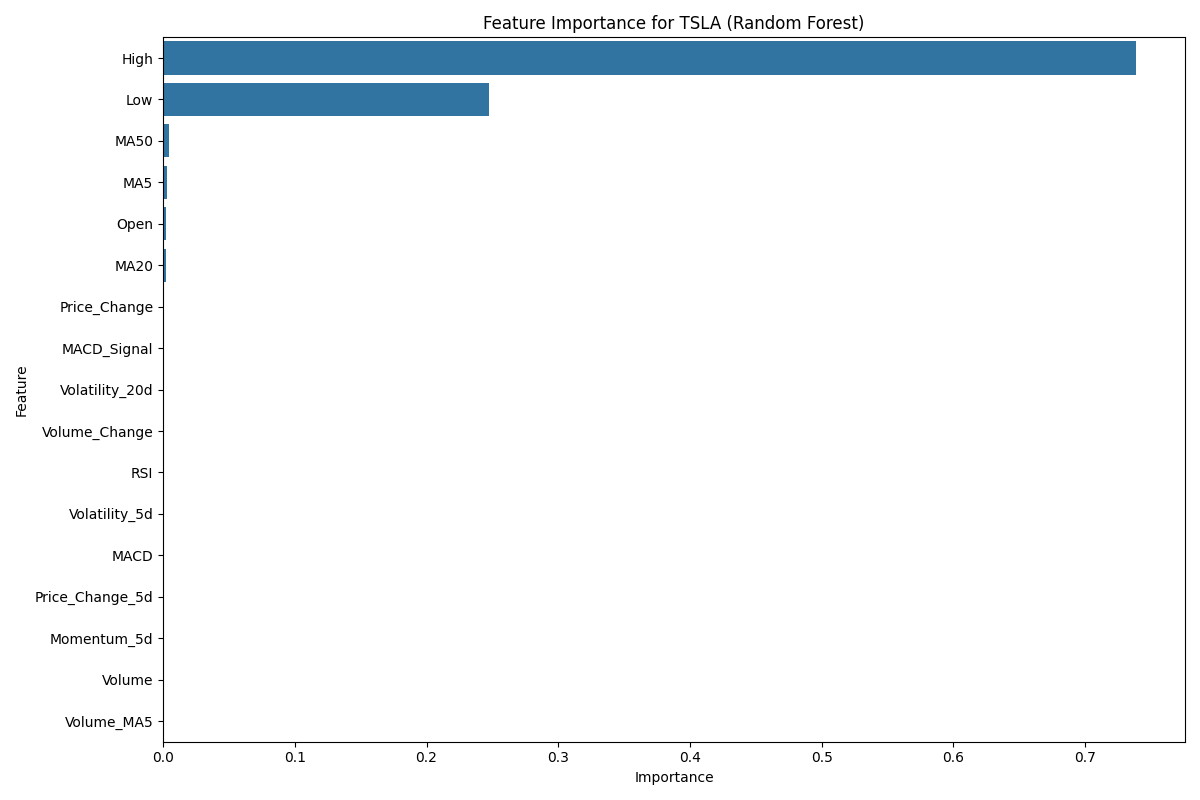 Feature Importance for TSLA (Random Forest)
High
Low
MA50
MA5
Open
MA20
Price_Change
MACD_Signal
Volatility_20d
Volume_Change
RSI
Volatility_5d
MACD
Price_Change_5d
Momentum_5d
Volume
Volume_MA5
Feature
0.0 0.1 0.2 0.3 0.4 0.5 0.6 0.7
Importance